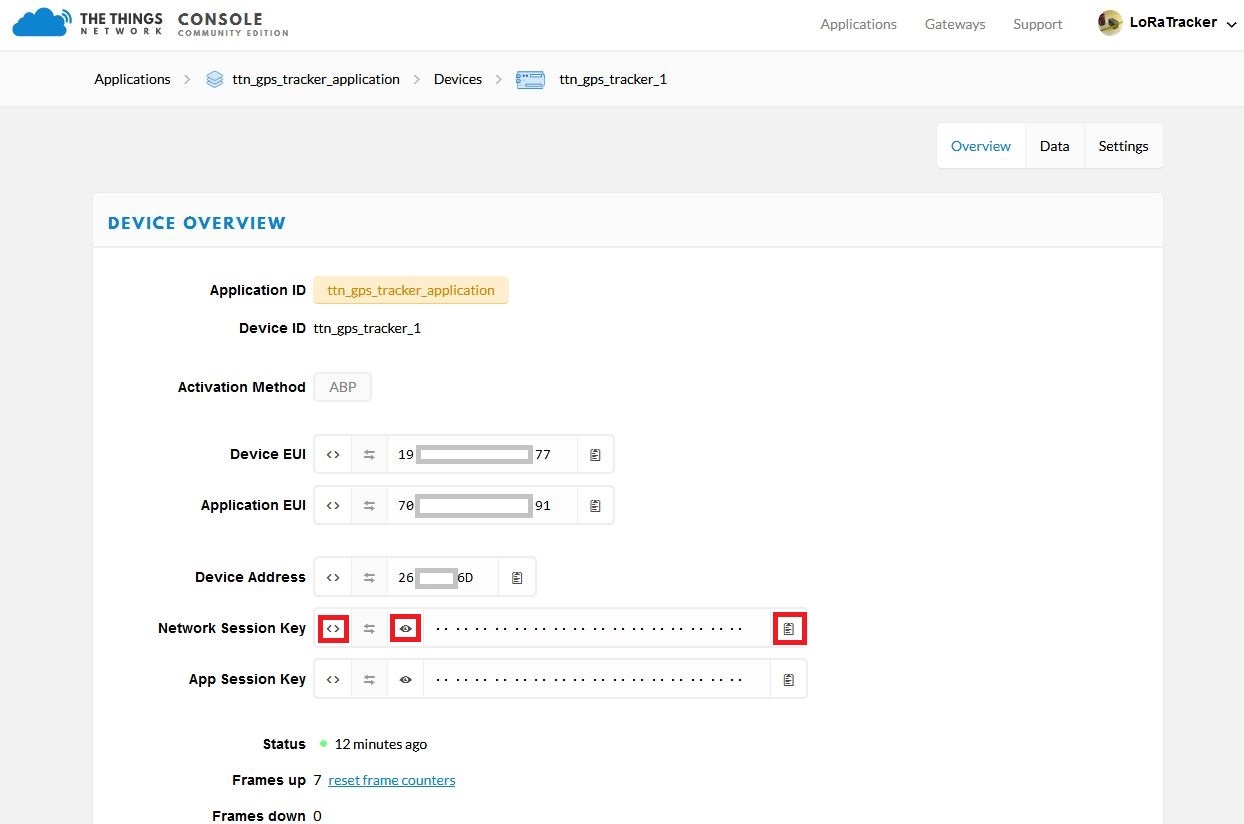 THE THINGS NETWORK CONSOLE COMMUNITY EDITION
Applications Gateways Support LoRaTracker
Applications > ttn_gps_tracker_application > Devices > ttn_gps_tracker_1
Overview Data Settings
DEVICE OVERVIEW
Application ID ttn_gps_tracker_application
Device ID ttn_gps_tracker_1
Activation Method ABP
Device EUI <> 19 77
Application EUI <> 70 91
Device Address <> 26 6D
Network Session Key <>
App Session Key <>
Status 12 minutes ago
Frames up 7 reset frame counters
Frames down 0